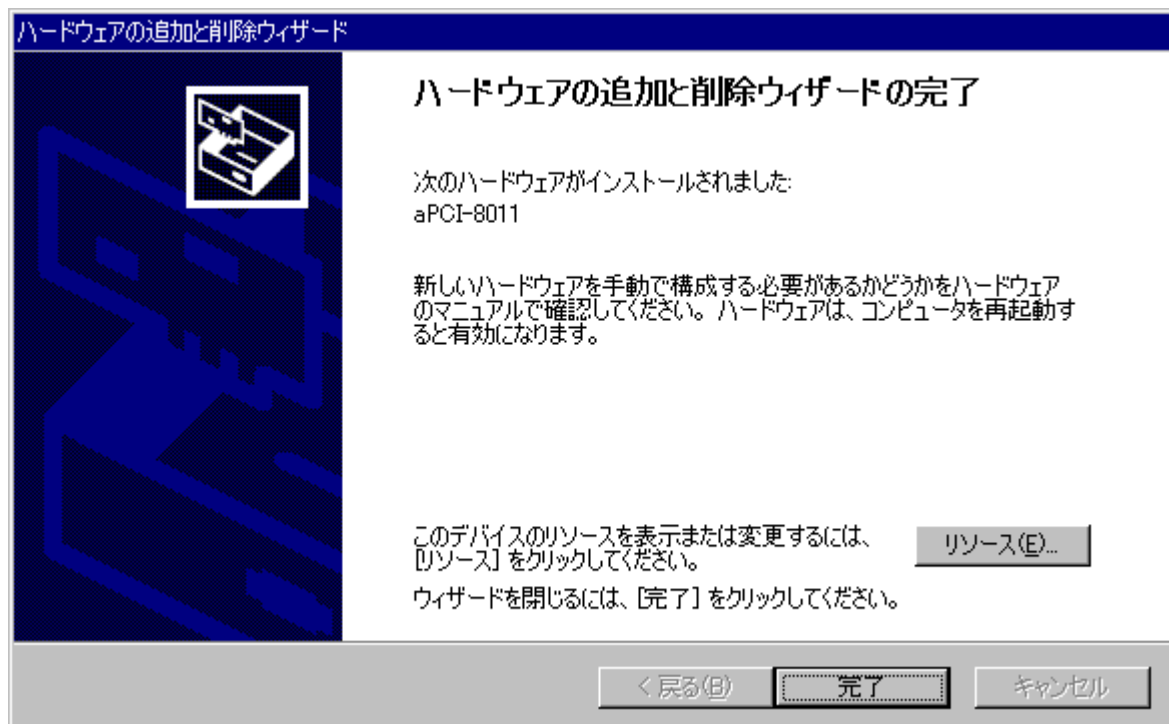 ハードウェアの追加と削除ウィザード
ハードウェアの追加と削除ウィザードの完了
次のハードウェアがインストールされました:
aPCI-8011
新しいハードウェアを手動で構成する必要があるかどうかをハードウェア
のマニュアルで確認してください。ハードウェアは、コンピュータを再起動す
ると有効になります。
このデバイスのリソースを表示または変更するには、
[リソース] をクリックしてください。
リソース(E)...
ウィザードを閉じるには、[完了] をクリックしてください。
< 戻る(B)
完了
キャンセル